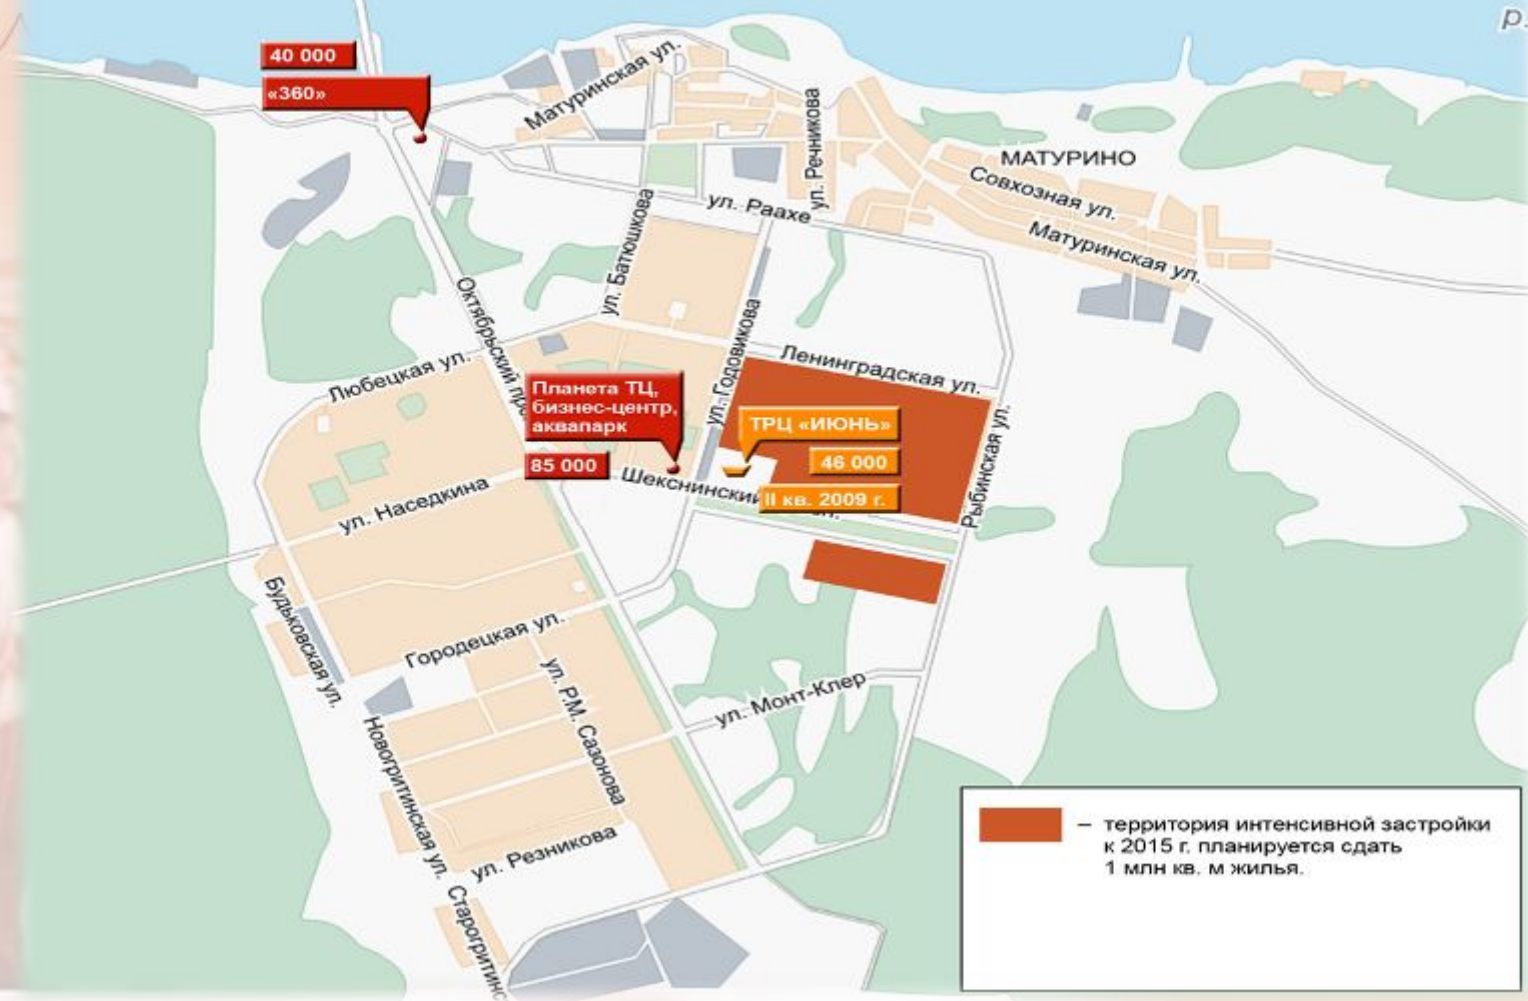 р.
40 000
«360»
Матуринская ул.
ул. Речникова
МАТУРИНО
Совхозная ул.
Матуринская ул.
ул. Раахе
ул. Батюшкова
Октябрьский пр
ул. Годовикова
Ленинградская ул.
Любецкая ул.
Планета ТЦ,
бизнес-центр,
аквапарк
85 000
ТРЦ «ИЮНЬ»
46 000
II кв. 2009 г.
Шекснинский
Рыбинская ул.
ул. Наседкина
Будьковская ул.
Городецкая ул.
ул. Р.М. Сазонова
ул. Монт-Клер
Новогритинская ул.
ул. Резникова
Старогритинс
– территория интенсивной застройки
к 2015 г. планируется сдать
1 млн кв. м жилья.